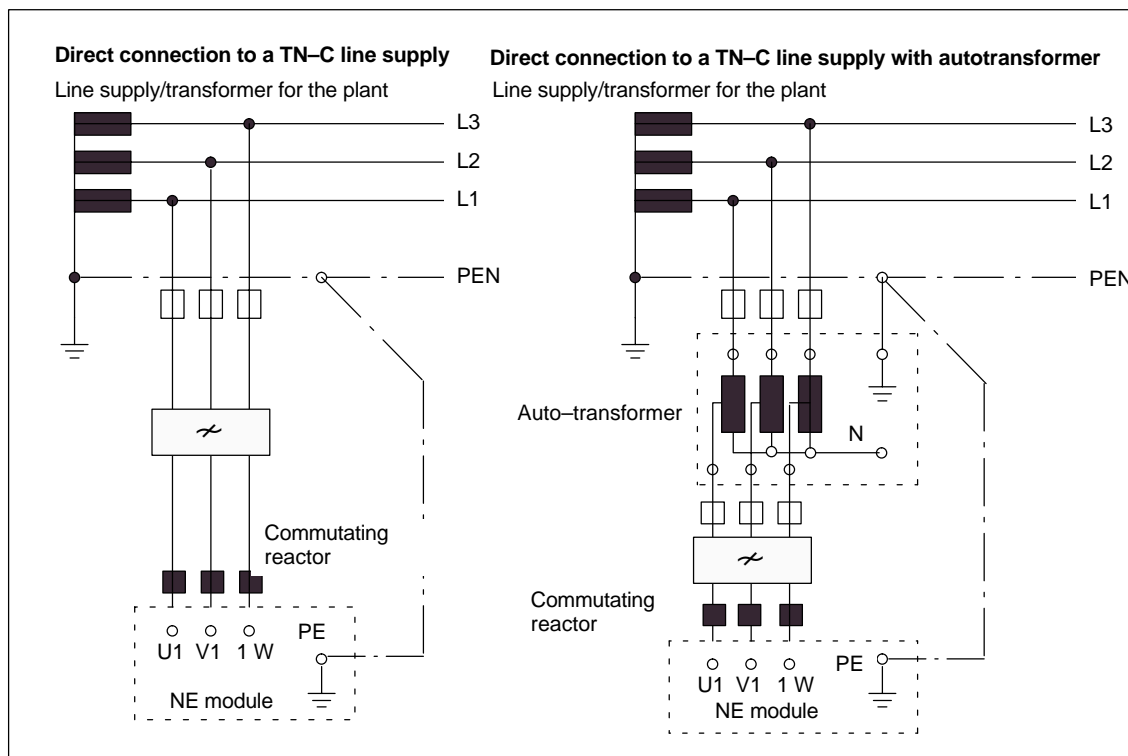 Direct connection to a TN–C line supply
Line supply/transformer for the plant
L3
L2
L1
PEN
Commutating
reactor
PE
U1 V1 1 W
NE module
Direct connection to a TN–C line supply with autotransformer
Line supply/transformer for the plant
L3
L2
L1
PEN
Auto–transformer
N
Commutating
reactor
PE
U1 V1 1 W
NE module